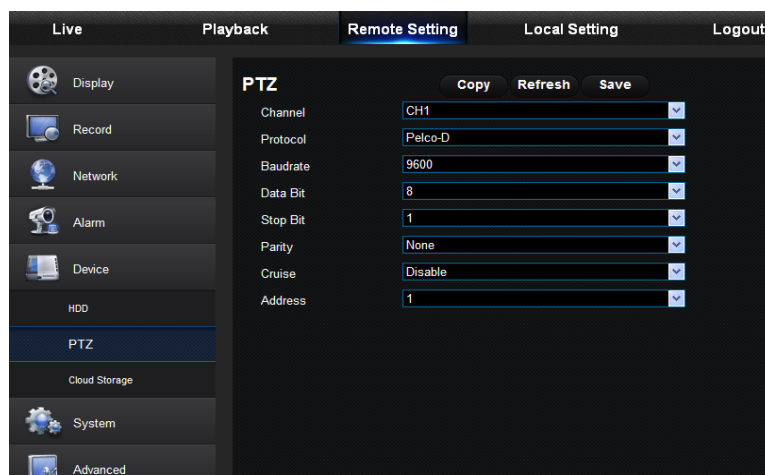 Live Playback Remote Setting Local Setting Logout
Display
Record
Network
Alarm
Device
HDD
PTZ
Cloud Storage
System
Advanced
PTZ Copy Refresh Save
Channel CH1
Protocol Pelco-D
Baudrate 9600
Data Bit 8
Stop Bit 1
Parity None
Cruise Disable
Address 1